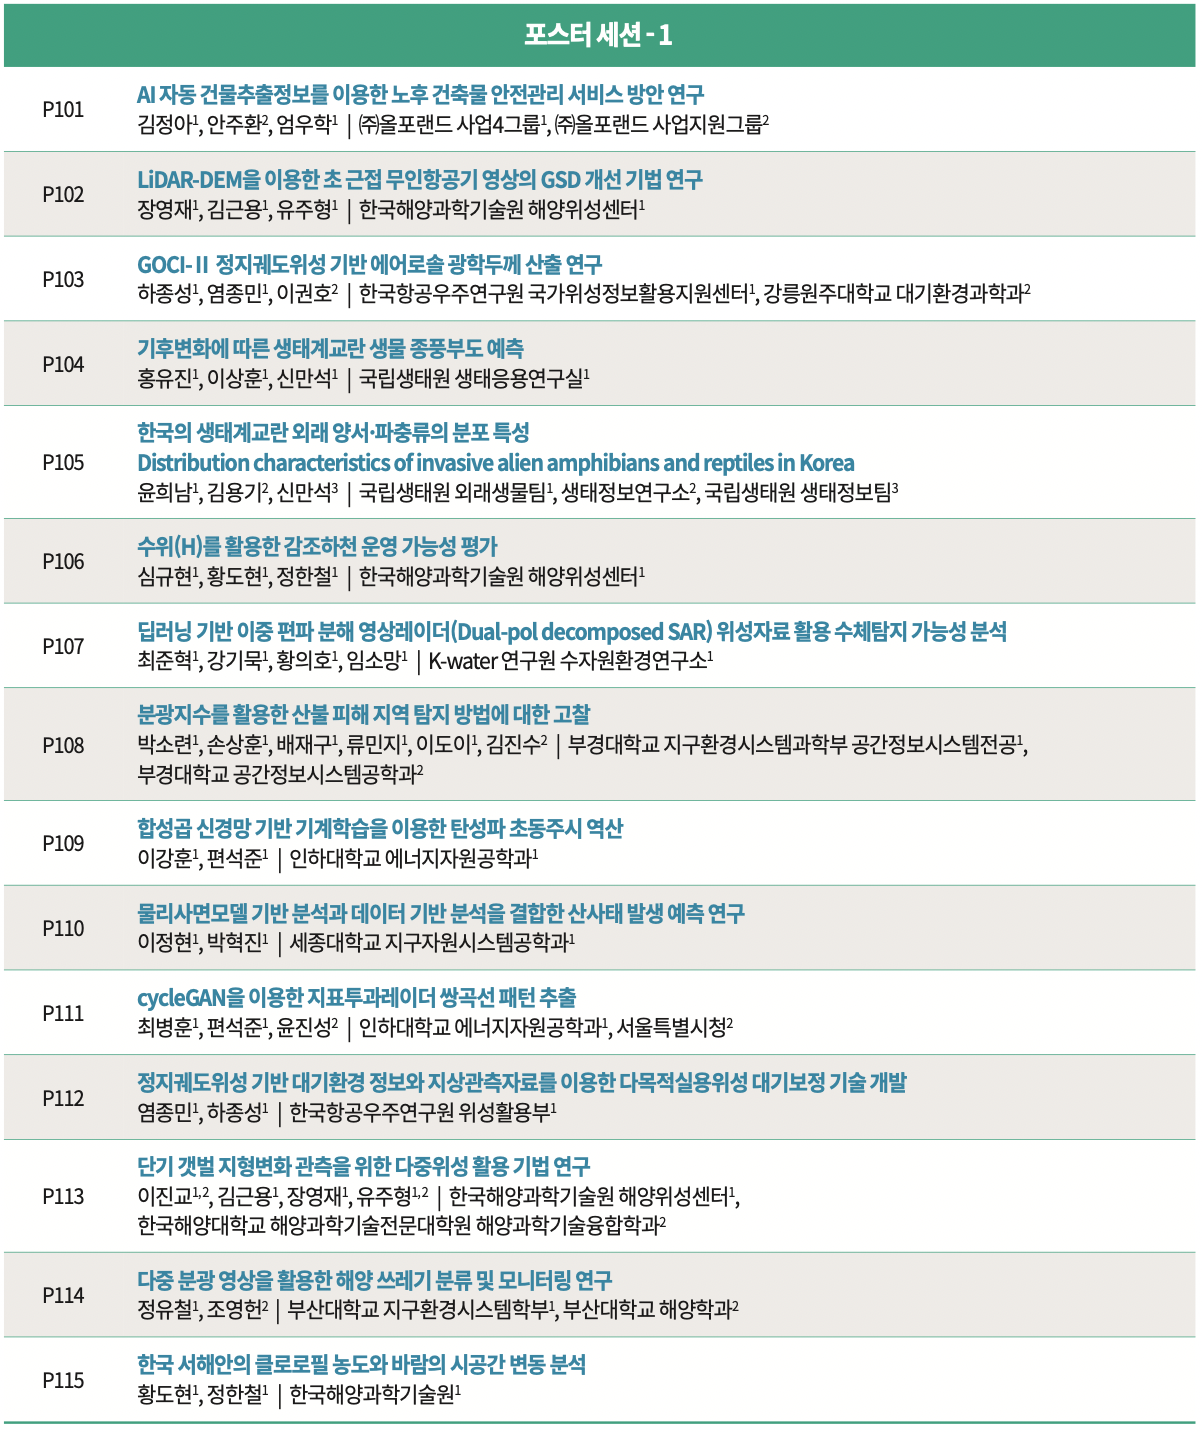 포스터 세션 - 1
P101
AI 자동 건물추출정보를 이용한 노후 건축물 안전관리 서비스 방안 연구
김정아¹, 안주환², 엄우학¹ | ㈜올포랜드 사업4그룹¹, ㈜올포랜드 사업지원그룹²
P102
LiDAR-DEM을 이용한 초 근접 무인항공기 영상의 GSD 개선 기법 연구
장영재¹, 김근용¹, 유주형¹ | 한국해양과학기술원 해양위성센터¹
P103
GOCI-Ⅱ 정지궤도위성 기반 에어로솔 광학두께 산출 연구
하종성¹, 염종민¹, 이권호² | 한국항공우주연구원 국가위성정보활용지원센터¹, 강릉원주대학교 대기환경과학과²
P104
기후변화에 따른 생태계교란 생물 종풍부도 예측
홍유진¹, 이상훈¹, 신만석¹ | 국립생태원 생태응용연구실¹
P105
한국의 생태계교란 외래 양서·파충류의 분포 특성
Distribution characteristics of invasive alien amphibians and reptiles in Korea
윤희남¹, 김용기², 신만석³ | 국립생태원 외래생물팀¹, 생태정보연구소², 국립생태원 생태정보팀³
P106
수위(H)를 활용한 감조하천 운영 가능성 평가
심규현¹, 황도현¹, 정한철¹ | 한국해양과학기술원 해양위성센터¹
P107
딥러닝 기반 이중 편파 분해 영상레이더(Dual-pol decomposed SAR) 위성자료 활용 수체탐지 가능성 분석
최준혁¹, 강기묵¹, 황의호¹, 임소망¹ | K-water 연구원 수자원환경연구소¹
P108
분광지수를 활용한 산불 피해 지역 탐지 방법에 대한 고찰
박소련¹, 손상훈¹, 배재구¹, 류민지¹, 이도이¹, 김진수² | 부경대학교 지구환경시스템과학부 공간정보시스템전공¹,
부경대학교 공간정보시스템공학과²
P109
합성곱 신경망 기반 기계학습을 이용한 탄성파 초동주시 역산
이강훈¹, 편석준¹ | 인하대학교 에너지자원공학과¹
P110
물리사면모델 기반 분석과 데이터 기반 분석을 결합한 산사태 발생 예측 연구
이정현¹, 박혁진¹ | 세종대학교 지구자원시스템공학과¹
P111
cycleGAN을 이용한 지표투과레이더 쌍곡선 패턴 추출
최병훈¹, 편석준¹, 윤진성² | 인하대학교 에너지자원공학과¹, 서울특별시청²
P112
정지궤도위성 기반 대기환경 정보와 지상관측자료를 이용한 다목적실용위성 대기보정 기술 개발
염종민¹, 하종성¹ | 한국항공우주연구원 위성활용부¹
P113
단기 갯벌 지형변화 관측을 위한 다중위성 활용 기법 연구
이진교¹,², 김근용¹, 장영재¹, 유주형¹,² | 한국해양과학기술원 해양위성센터¹,
한국해양대학교 해양과학기술전문대학원 해양과학기술융합학과²
P114
다중 분광 영상을 활용한 해양 쓰레기 분류 및 모니터링 연구
정유철¹, 조영헌² | 부산대학교 지구환경시스템학부¹, 부산대학교 해양학과²
P115
한국 서해안의 클로로필 농도와 바람의 시공간 변동 분석
황도현¹, 정한철¹ | 한국해양과학기술원¹